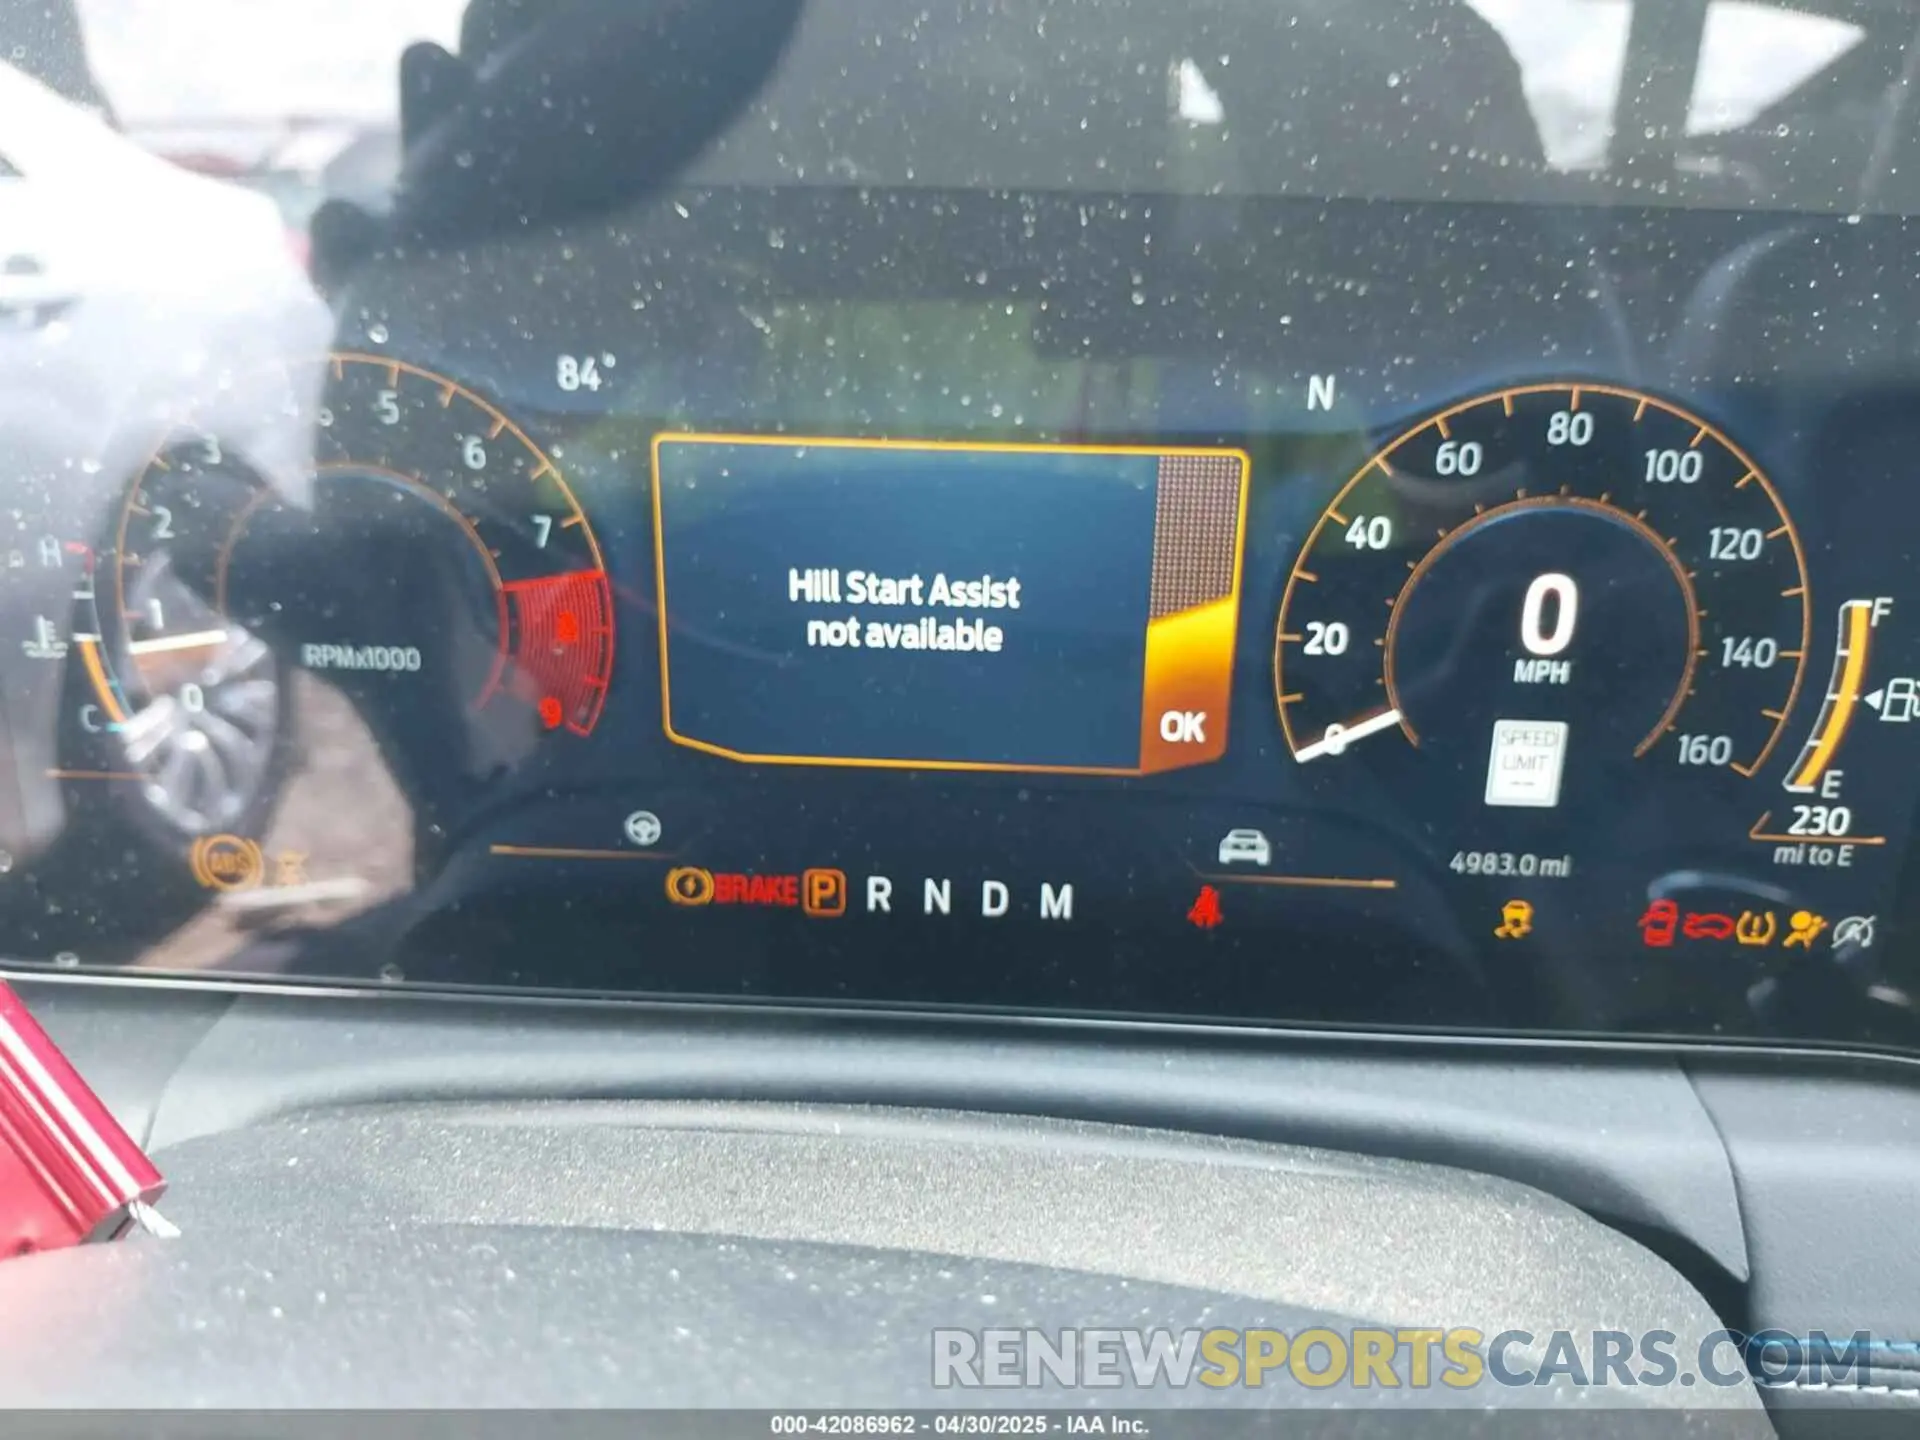 84°
N
3
4
5
6
7
8
9
2
1
0
RPMx1000
H
C
Hill Start Assist
not available
OK
0
20
40
60
80
100
120
140
160
0
MPH
SPEED
LIMIT
--
F
E
230
mi to E
4983.0 mi
ABS
BRAKE P R N D M
RENEWSPORTSCARS.COM
000-42086962 - 04/30/2025 - IAA Inc.